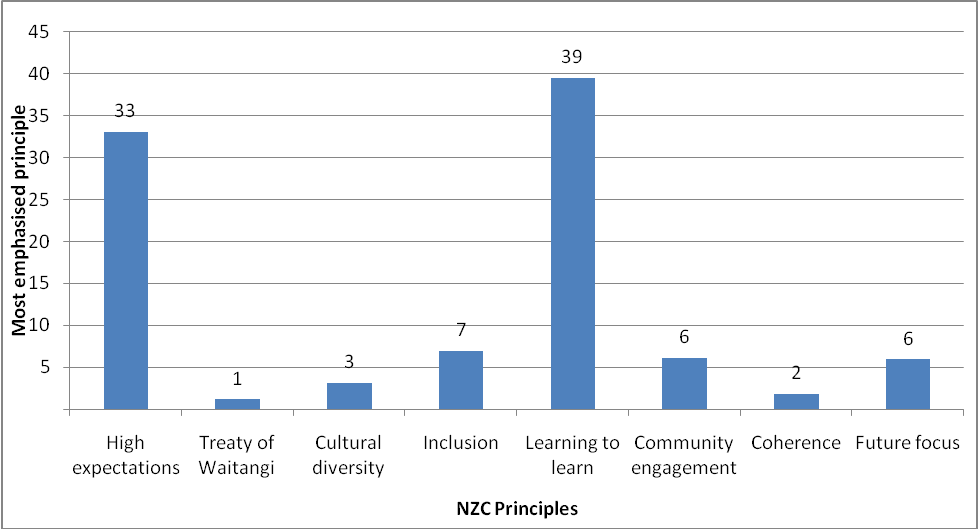 Most emphasised principle
45
40
35
30
25
20
15
10
5
33
1
3
7
39
6
2
6
High
expectations
Treaty of
Waitangi
Cultural
diversity
Inclusion
Learning to
learn
Community
engagement
Coherence
Future focus
NZC Principles